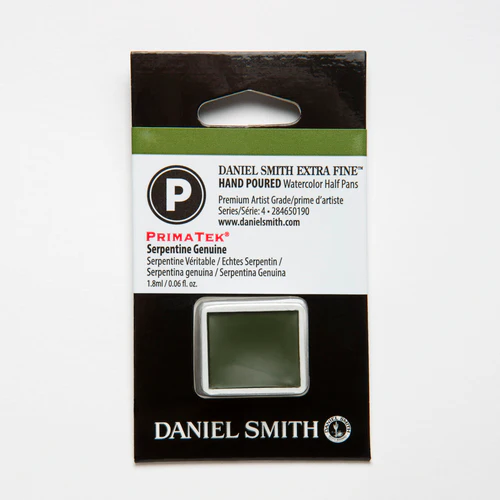 P
DANIEL SMITH EXTRA FINE™
HAND POURED Watercolor Half Pans
Premium Artist Grade/prime d'artiste
Series/Série: 4 • 284650190
www.danielsmith.com
PRIMATEK®
Serpentine Genuine
Serpentine Véritable / Echtes Serpentin /
Serpentina genuina / Serpentina Genuina
1.8ml / 0.06 fl. oz.
DANIEL SMITH